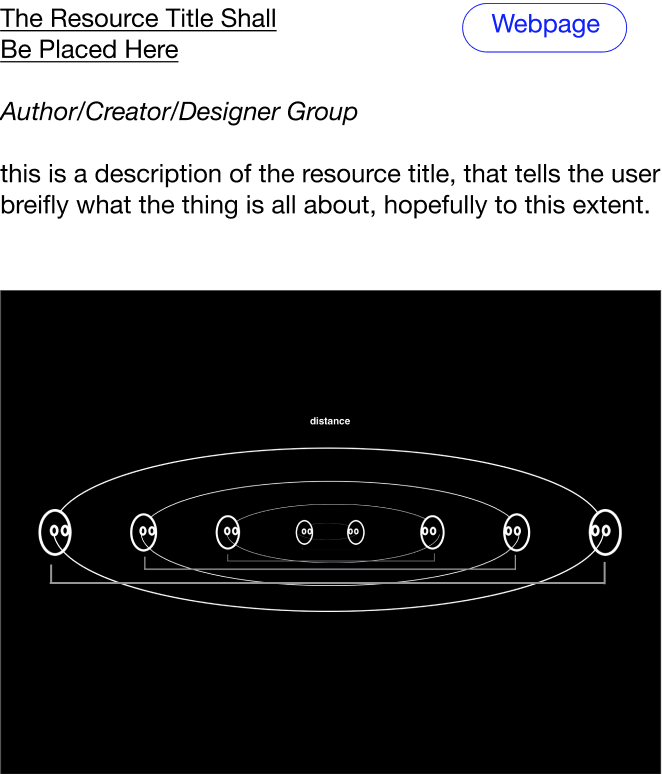 The Resource Title Shall
Be Placed Here
Webpage
Author/Creator/Designer Group
this is a description of the resource title, that tells the user
breifly what the thing is all about, hopefully to this extent.
distance